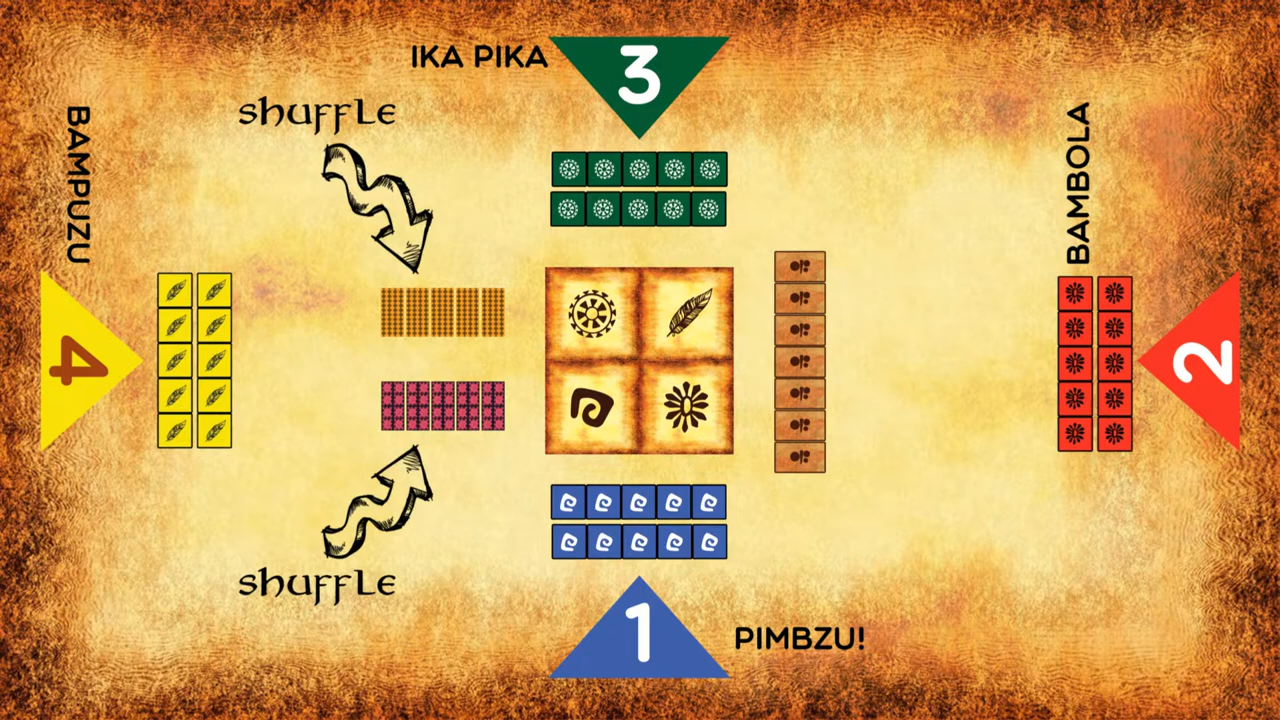 IKA PIKA
3
shuffle
BAMPUZU
BAMBOLA
4
2
shuffle
1
PIMBZU!